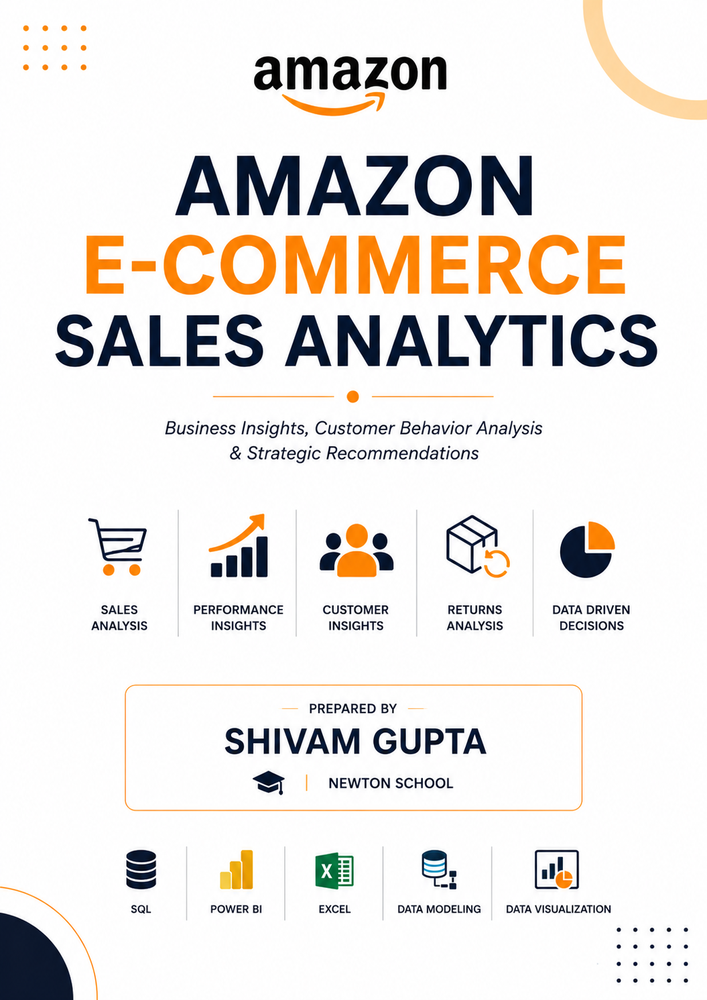 amazon
AMAZON
E-COMMERCE
SALES ANALYTICS
Business Insights, Customer Behavior Analysis
& Strategic Recommendations
SALES
ANALYSIS
PERFORMANCE
INSIGHTS
CUSTOMER
INSIGHTS
RETURNS
ANALYSIS
DATA DRIVEN
DECISIONS
PREPARED BY
SHIVAM GUPTA
NEWTON SCHOOL
X
SQL
POWER BI
EXCEL
DATA MODELING
DATA VISUALIZATION